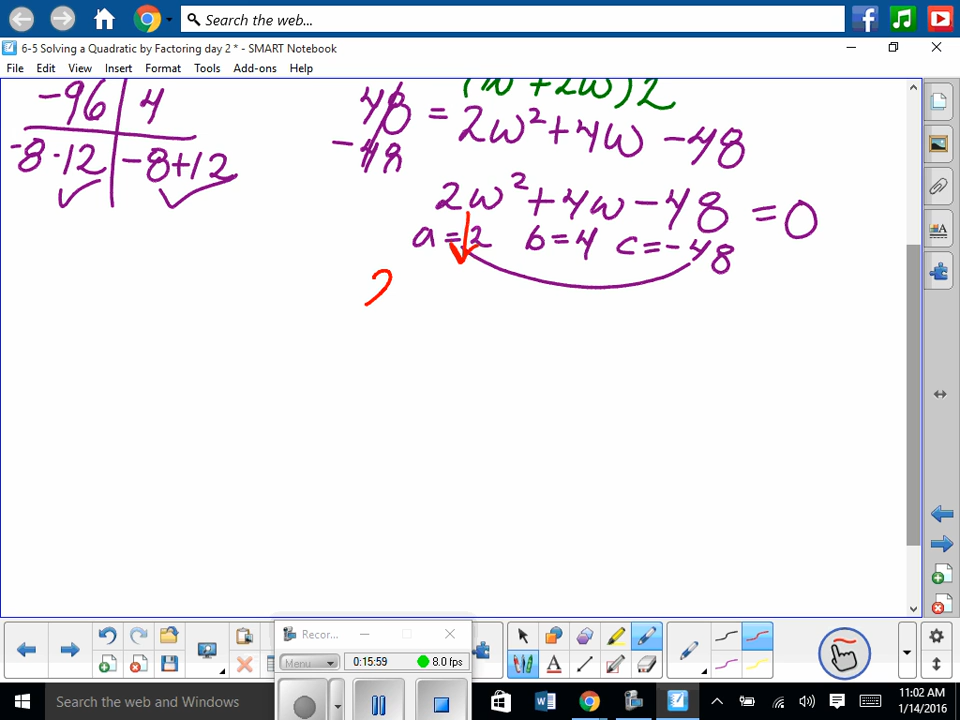 Search the web.
6-5 Solving a Quadratic by Factoring day 2 * - SMART Notebook
File Edit View Insert Format Tools Add-ons Help
-96 | 4
-8·12 | -8+12
2
48 = 2w²+4w -48
-48
2w²+4w-48 = 0
a=2 b=4 c=-48
2
Recor...
Menu 0:15:59 8.0 fps
Search the web and Windows
11:02 AM
1/14/2016